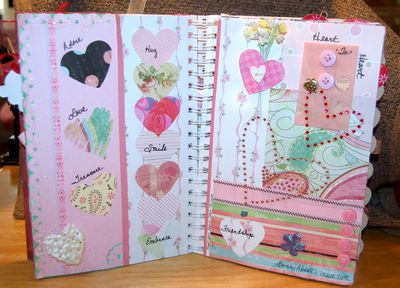 Adore
Love
Treasure
Hug
Smile
Embrace
Heart
To
Heart
Friendship